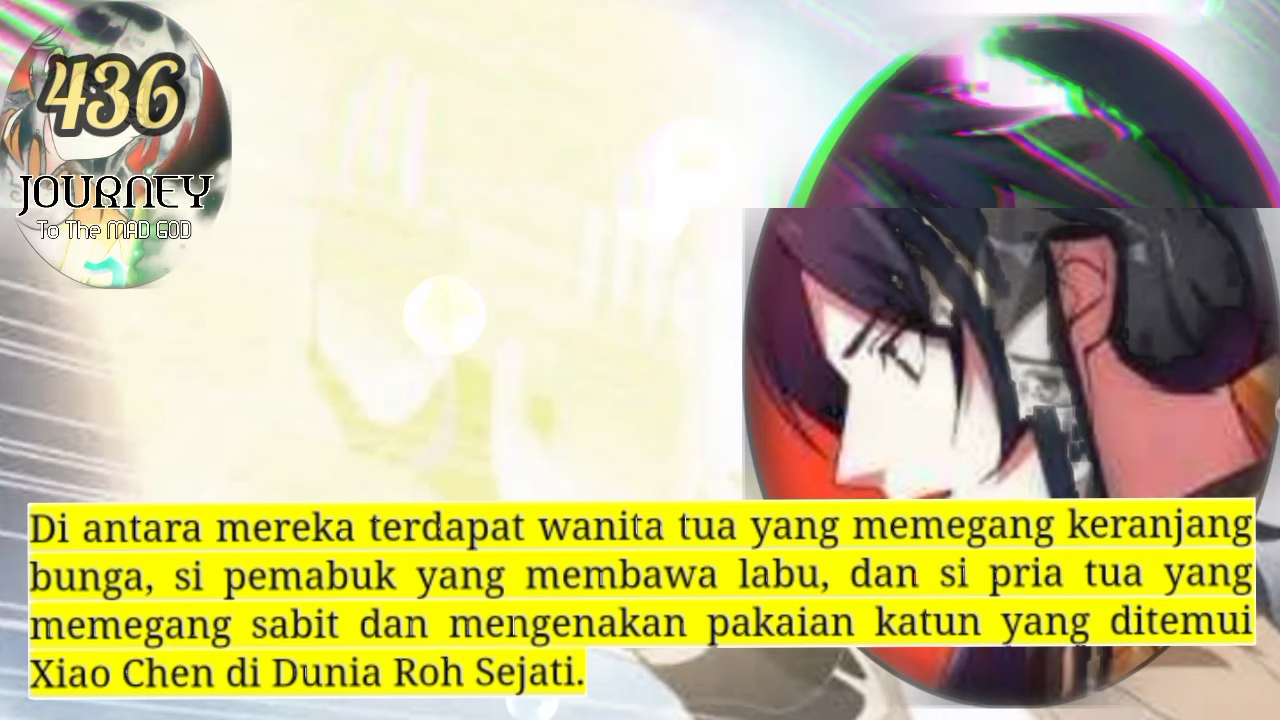 436
JOURNEY
To The MAD GOD
Di antara mereka terdapat wanita tua yang memegang keranjang
bunga, si pemabuk yang membawa labu, dan si pria tua yang
memegang sabit dan mengenakan pakaian katun yang ditemui
Xiao Chen di Dunia Roh Sejati.